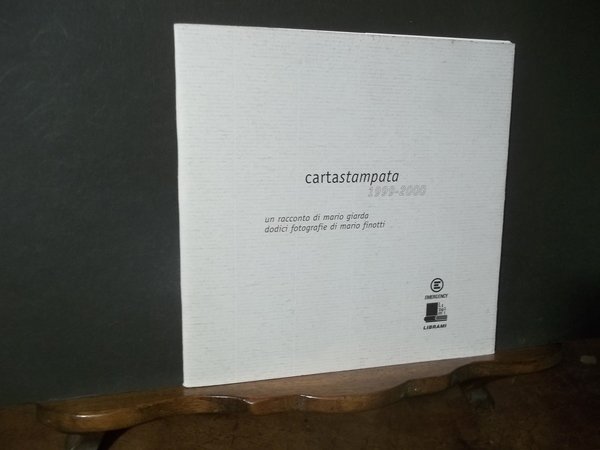 cartastampata
1999-2000
un racconto di mario giarda
dodici fotografie di mario finotti
EMERGENCY
LIBRAMI